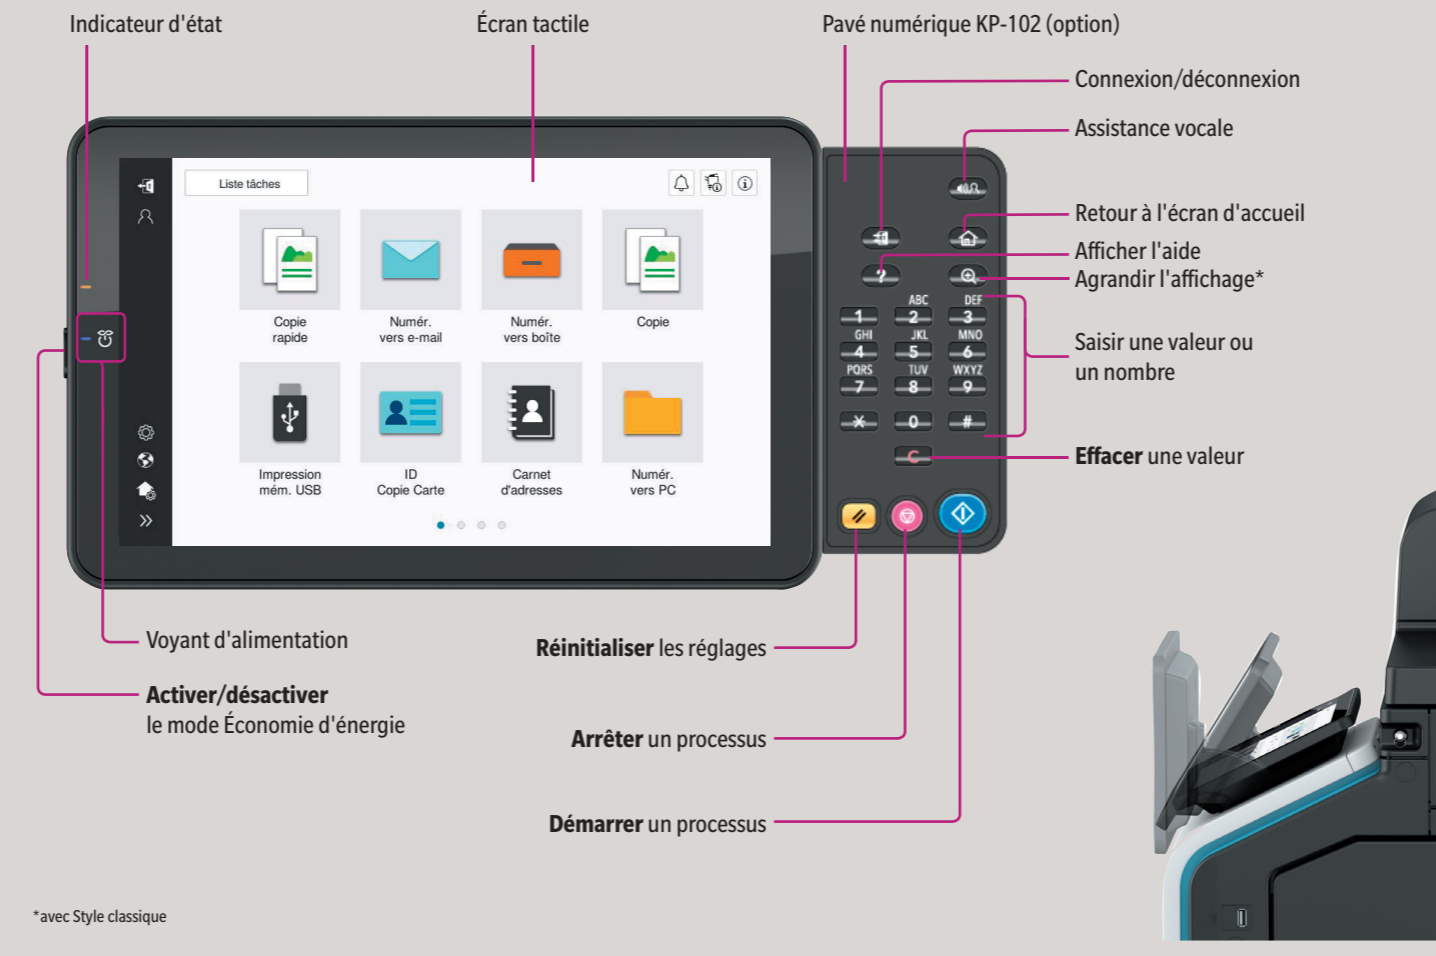 Indicateur d'état
Écran tactile
Pavé numérique KP-102 (option)
Connexion/déconnexion
Assistance vocale
Retour à l'écran d'accueil
Afficher l'aide
Agrandir l'affichage*
Saisir une valeur ou
un nombre
Effacer une valeur
Liste tâches
Copie
rapide
Numér.
vers e-mail
Numér.
vers boîte
Copie
Impression
mém. USB
ID
Copie Carte
Carnet
d'adresses
Numér.
vers PC
?
ABC
DEF
1
2
3
GHI
JKL
MNO
4
5
6
PQRS
TUV
WXYZ
7
8
9
0
#
C
Voyant d'alimentation
Activer/désactiver
le mode Économie d'énergie
Réinitialiser les réglages
Arrêter un processus
Démarrer un processus
*avec Style classique